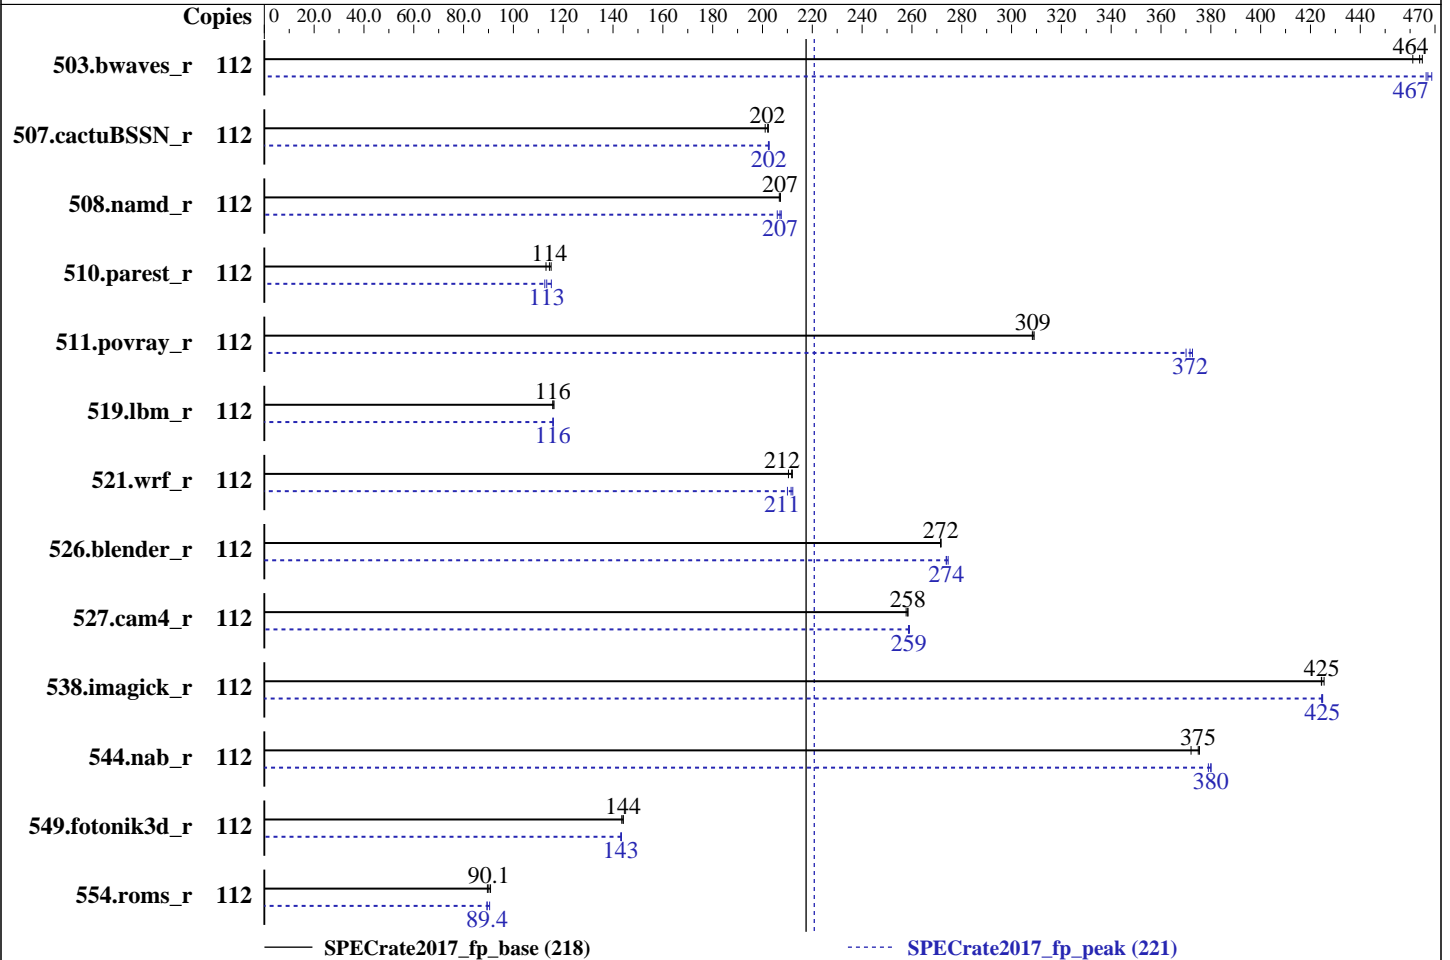 Copies 0 20.0 40.0 60.0 80.0 100 120 140 160 180 200 220 240 260 280 300 320 340 360 380 400 420 440 470
464
503.bwaves_r 112
467
202
507.cactuBSSN_r 112
202
207
508.namd_r 112
207
114
510.parest_r 112
113
309
511.povray_r 112
372
116
519.lbm_r 112
116
212
521.wrf_r 112
211
272
526.blender_r 112
274
258
527.cam4_r 112
259
425
538.imagick_r 112
425
375
544.nab_r 112
380
144
549.fotonik3d_r 112
143
90.1
554.roms_r 112
89.4
SPECrate2017_fp_base (218) SPECrate2017_fp_peak (221)